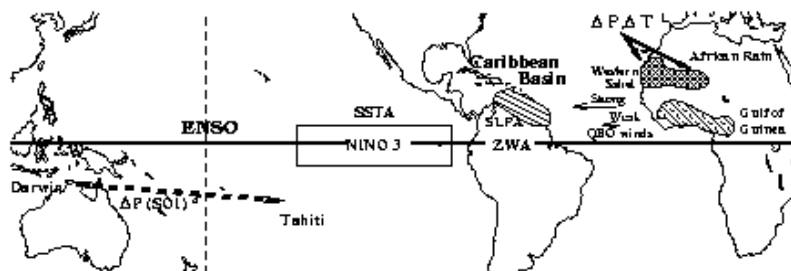 ΔPΔT
African Rain
Caribbean
Basin
Western
Sahel
SSTA
Strong
Gulf of
Guinea
Weak
SLPA
ENSO
QBO winds
NINO 3
ZWA
Darwin
ΔP(SOI)
Tahiti